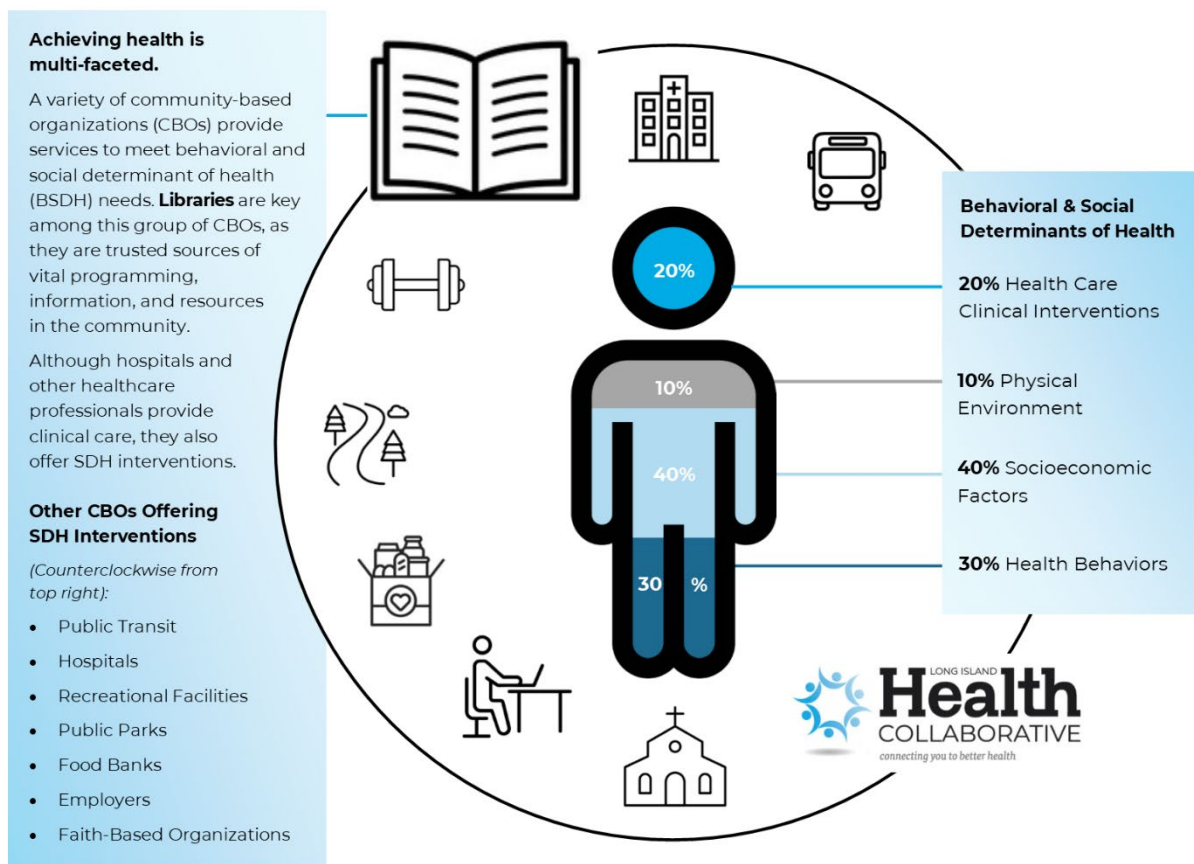 Achieving health is
multi-faceted.
A variety of community-based
organizations (CBOs) provide
services to meet behavioral and
social determinant of health
(BSDH) needs. Libraries are key
among this group of CBOs, as
they are trusted sources of
vital programming,
information, and resources
in the community.
Although hospitals and
other healthcare
professionals provide
clinical care, they also
offer SDH interventions.
Other CBOs Offering
SDH Interventions
(Counterclockwise from
top right):
• Public Transit
• Hospitals
• Recreational Facilities
• Public Parks
• Food Banks
• Employers
• Faith-Based Organizations
20%
10%
40%
30 %
Behavioral & Social
Determinants of Health
20% Health Care
Clinical Interventions
10% Physical
Environment
40% Socioeconomic
Factors
30% Health Behaviors
LONG ISLAND
Health
COLLABORATIVE
connecting you to better health